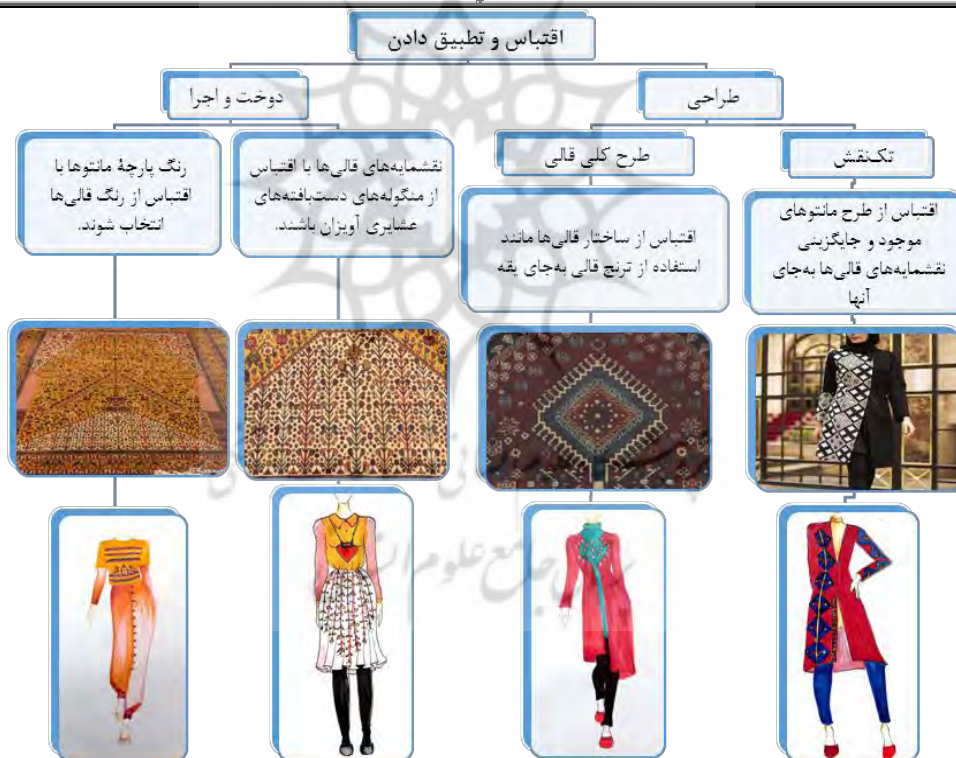 اقتباس و تطبیق دادن
طراحی
دوخت و اجرا
تک‌نقش
طرح کلی قالی
نقشمایه‌های قالی‌ها با اقتباس
از منگوله‌های دست‌بافته‌های
عشایری آویزان باشند.
رنگ پارچهٔ مانتوها با
اقتباس از رنگ قالی‌ها
انتخاب شوند.
اقتباس از طرح مانتوهای
موجود و جایگزینی
نقشمایه‌های قالی‌ها به‌جای
آنها
اقتباس از ساختار قالی‌ها مانند
استفاده از ترنج قالی به‌جای یقه